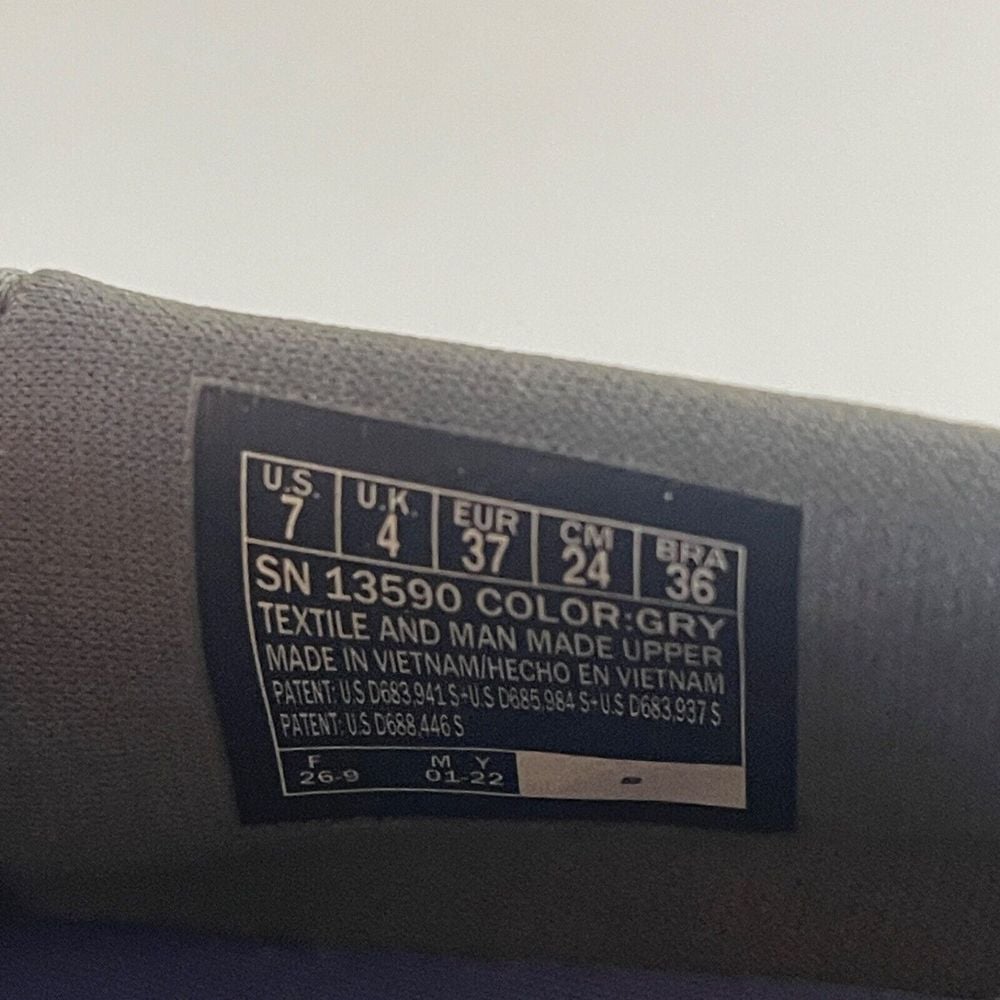 U.S. U.K. EUR CM BRA
7 4 37 24 36
SN 13590 COLOR:GRY
TEXTILE AND MAN MADE UPPER
MADE IN VIETNAM/HECHO EN VIETNAM
PATENT: U.S D683,941 S-U.S D685,984 S-U.S D683,937 S
PATENT: U.S D688,446 S
F M Y
26-9 01-22
-